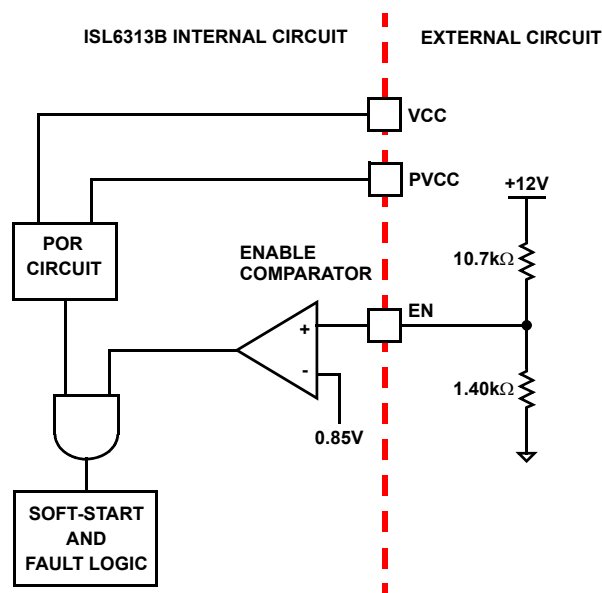 ISL6313B INTERNAL CIRCUIT
EXTERNAL CIRCUIT
VCC
PVCC
+12V
POR
CIRCUIT
ENABLE
COMPARATOR
10.7kΩ
EN
+
-
1.40kΩ
0.85V
SOFT-START
AND
FAULT LOGIC